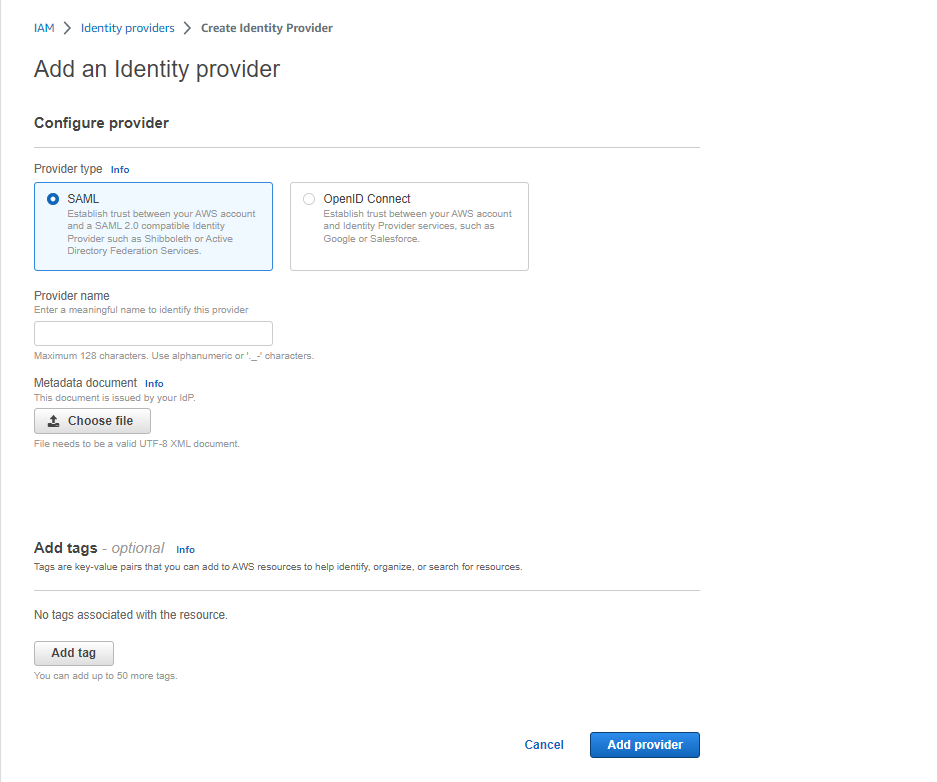 IAM > Identity providers > Create Identity Provider
Add an Identity provider
Configure provider
Provider type Info
SAML
Establish trust between your AWS account
and a SAML 2.0 compatible Identity
Provider such as Shibboleth or Active
Directory Federation Services.
OpenID Connect
Establish trust between your AWS account
and Identity Provider services, such as
Google or Salesforce.
Provider name
Enter a meaningful name to identify this provider
Maximum 128 characters. Use alphanumeric or '._-' characters.
Metadata document Info
This document is issued by your IdP.
Choose file
File needs to be a valid UTF-8 XML document.
Add tags - optional Info
Tags are key-value pairs that you can add to AWS resources to help identify, organize, or search for resources.
No tags associated with the resource.
Add tag
You can add up to 50 more tags.
Cancel Add provider